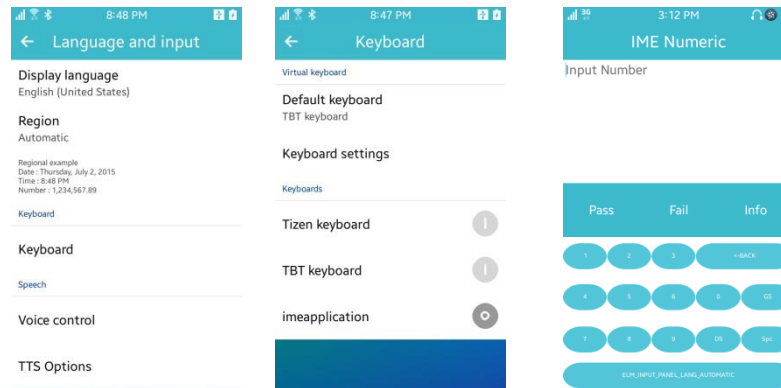 8:48 PM
Language and input
Display language
English (United States)
Region
Automatic
Regional example
Date : Thursday, July 2, 2015
Time : 8:48 PM
Number : 1,234,567.89
Keyboard
Keyboard
Speech
Voice control
TTS Options
8:47 PM
Keyboard
Virtual keyboard
Default keyboard
TBT keyboard
Keyboard settings
Keyboards
Tizen keyboard
TBT keyboard
imeapplication
3G
3:12 PM
IME Numeric
Input Number
Pass Fail Info
1 2 3 <-BACK
4 5 6 0 GS
7 8 9 DS Spc
ELM_INPUT_PANEL_LANG_AUTOMATIC